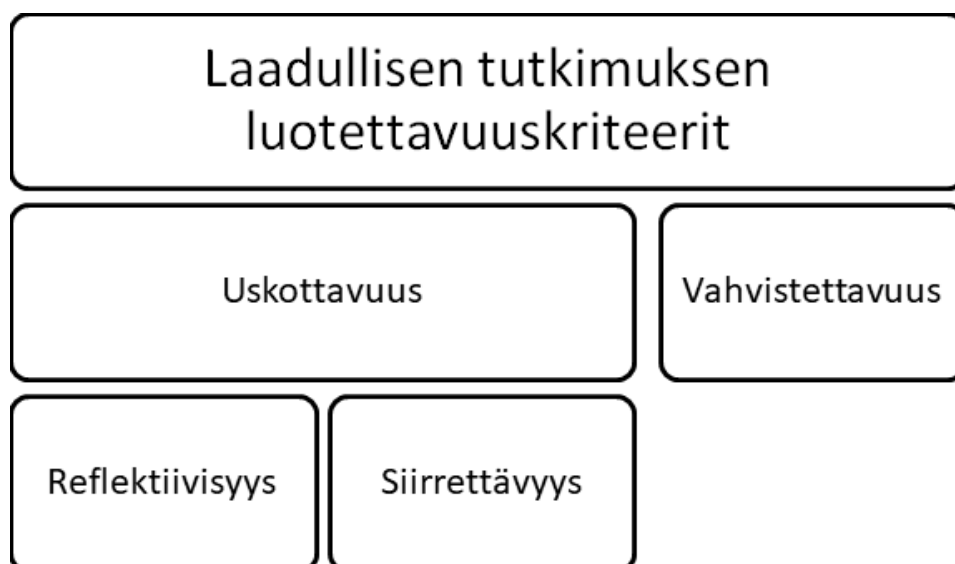 Laadullisen tutkimuksen
luotettavuuskriteerit
Uskottavuus
Vahvistettavuus
Reflektiivisyys
Siirrettävyys